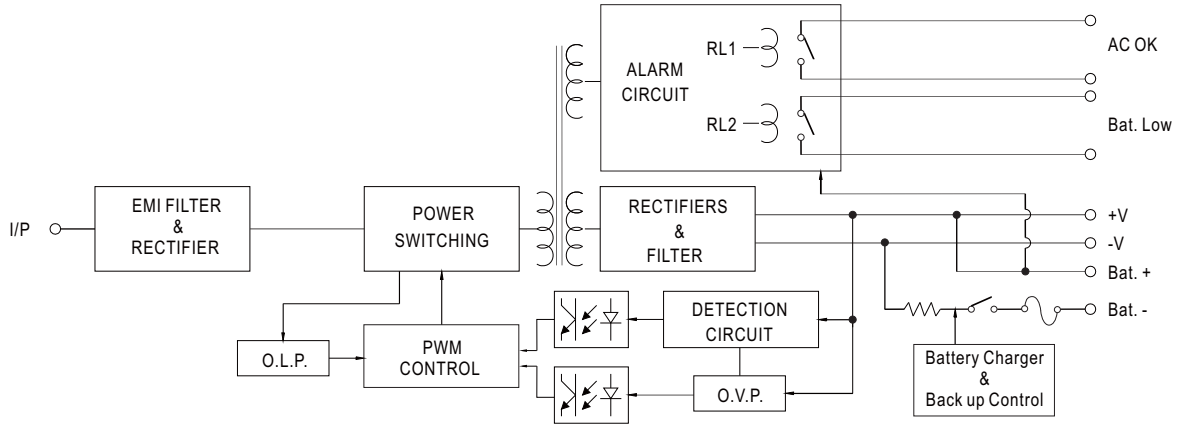 RL1
AC OK
ALARM
CIRCUIT
RL2
Bat. Low
I/P
EMI FILTER
&
RECTIFIER
POWER
SWITCHING
RECTIFIERS
&
FILTER
+V
-V
Bat. +
Bat. -
O.L.P.
PWM
CONTROL
DETECTION
CIRCUIT
O.V.P.
Battery Charger
&
Back up Control